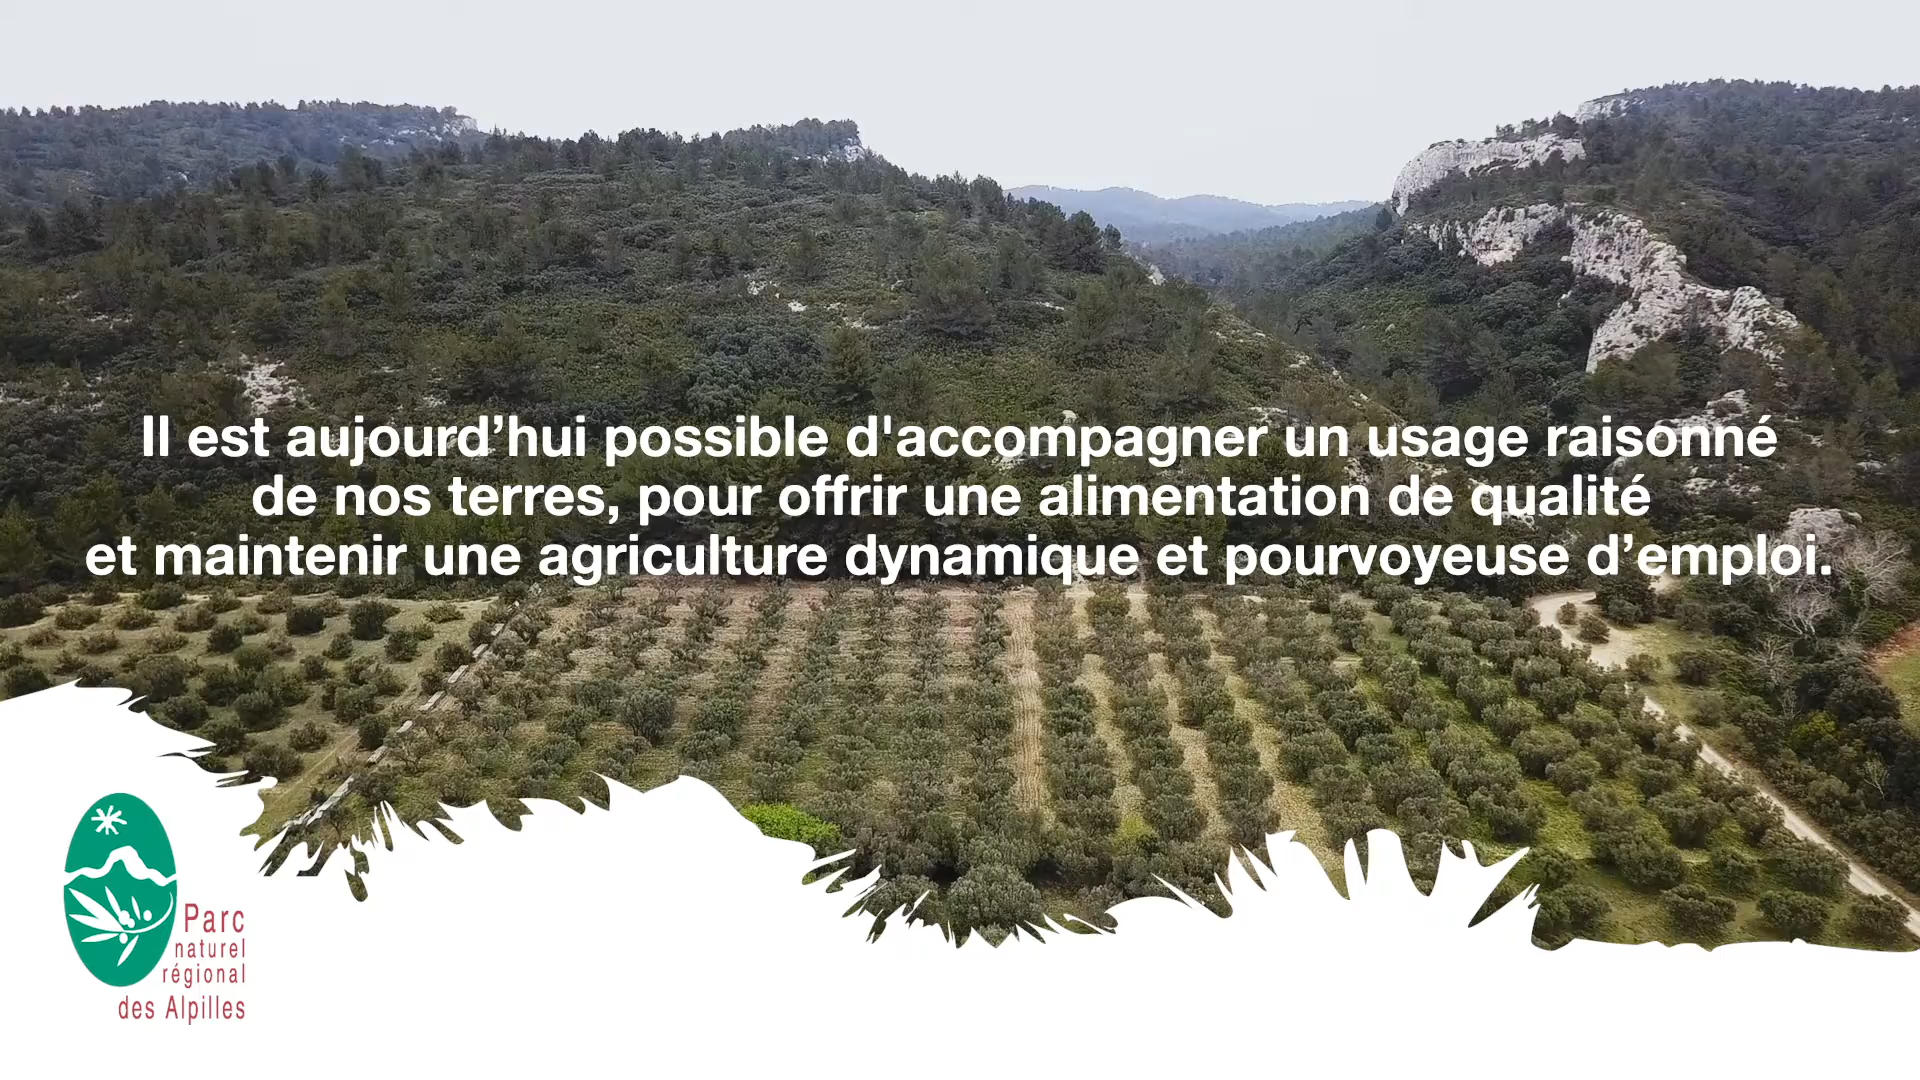 Il est aujourd’hui possible d'accompagner un usage raisonné
de nos terres, pour offrir une alimentation de qualité
et maintenir une agriculture dynamique et pourvoyeuse d’emploi.
Parc
naturel
régional
des Alpilles